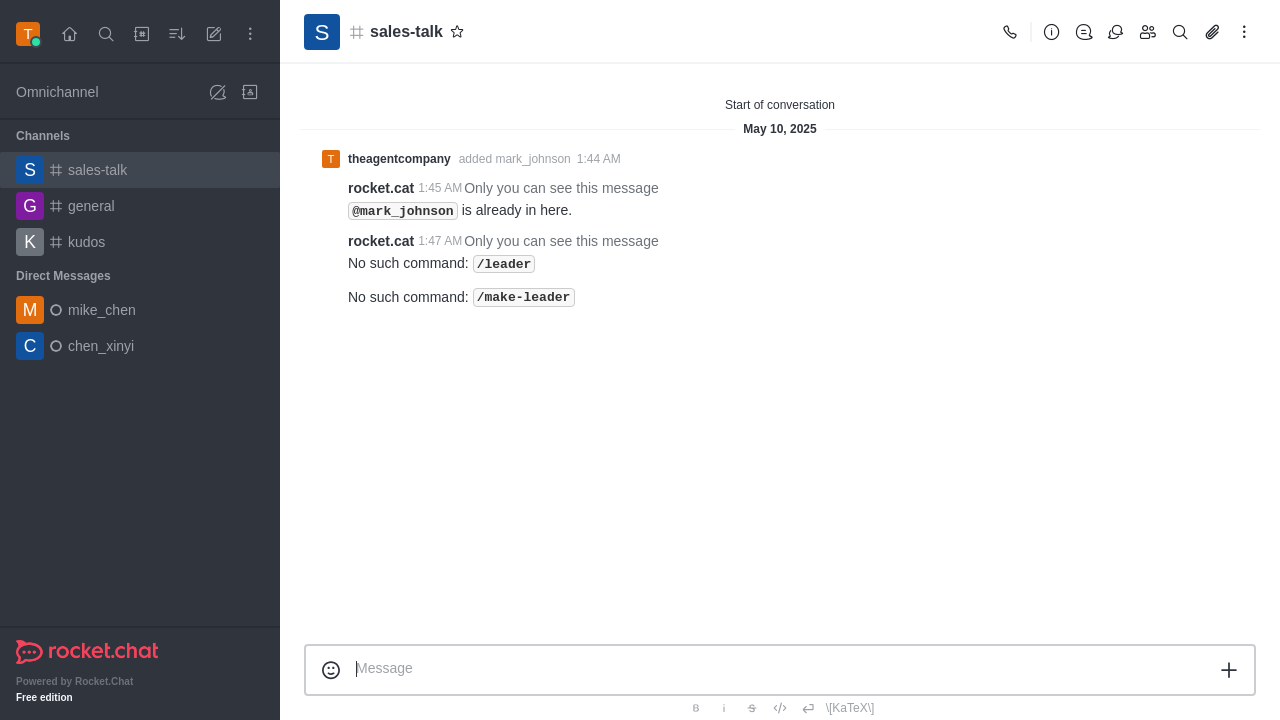 T
Omnichannel
Channels
S sales-talk
G general
K kudos
Direct Messages
M mike_chen
C chen_xinyi
rocket.chat
Powered by Rocket.Chat
Free edition
S sales-talk
Start of conversation
May 10, 2025
T theagentcompany added mark_johnson 1:44 AM
rocket.cat 1:45 AM Only you can see this message
@mark_johnson is already in here.
rocket.cat 1:47 AM Only you can see this message
No such command: /leader
No such command: /make-leader
Message
B i S </> \[KaTeX\]